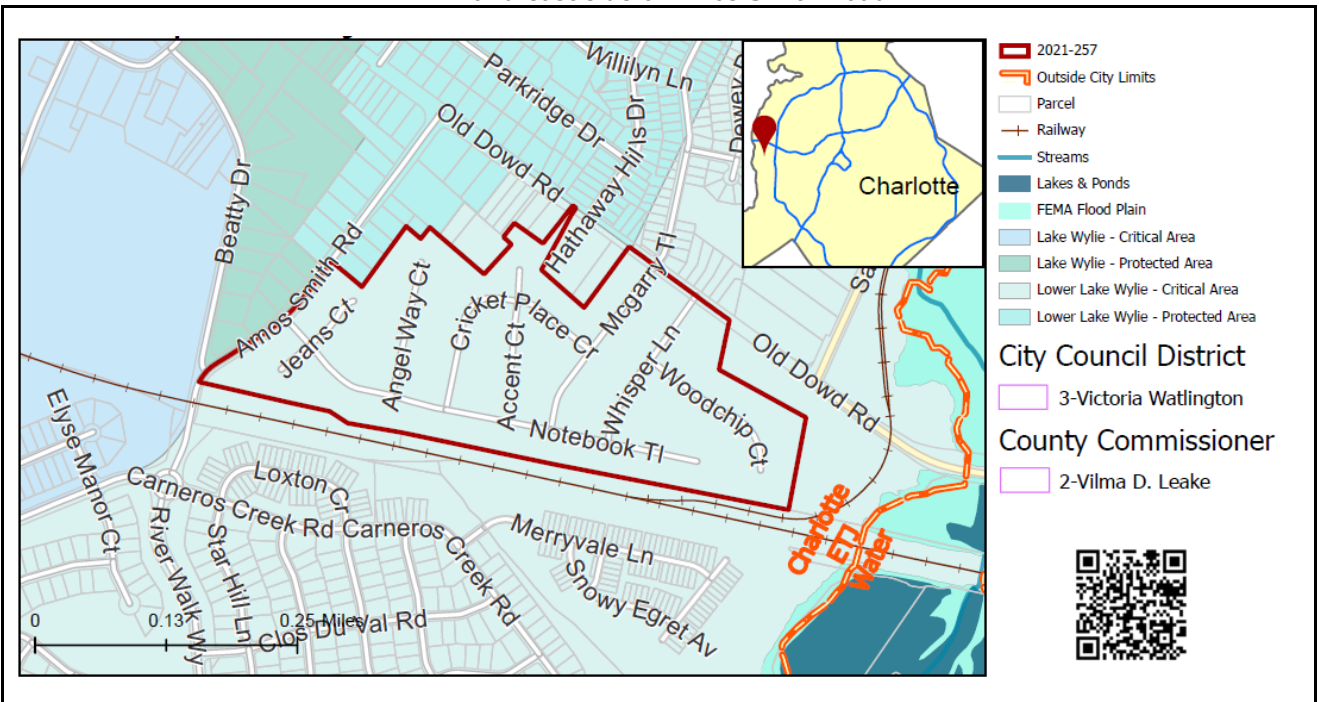 Willilyn Ln
Parkridge Dr
Old Dowd Rd
Hathaway Hills Dr
Beatty Dr
Charlotte
Amos Smith Rd
Jeans Ct
Angel Way Ct
Cricket Place Cr
Accent Ct
Mcgarry Tl
Whisper Ln
Woodchip Ct
Old Dowd Rd
Notebook Tl
Elyse Manor Ct
Loxton Cr
Carneros Creek Rd
Carneros Creek Rd
River Walk Wy
Star Hill Ln
Clos Du Val Rd
Merryvale Ln
Snowy Egret Av
Charlotte
ETJ
Water
0 0.13 0.25 Miles
2021-257
Outside City Limits
Parcel
Railway
Streams
Lakes & Ponds
FEMA Flood Plain
Lake Wylie - Critical Area
Lake Wylie - Protected Area
Lower Lake Wylie - Critical Area
Lower Lake Wylie - Protected Area
City Council District
3-Victoria Watlington
County Commissioner
2-Vilma D. Leake